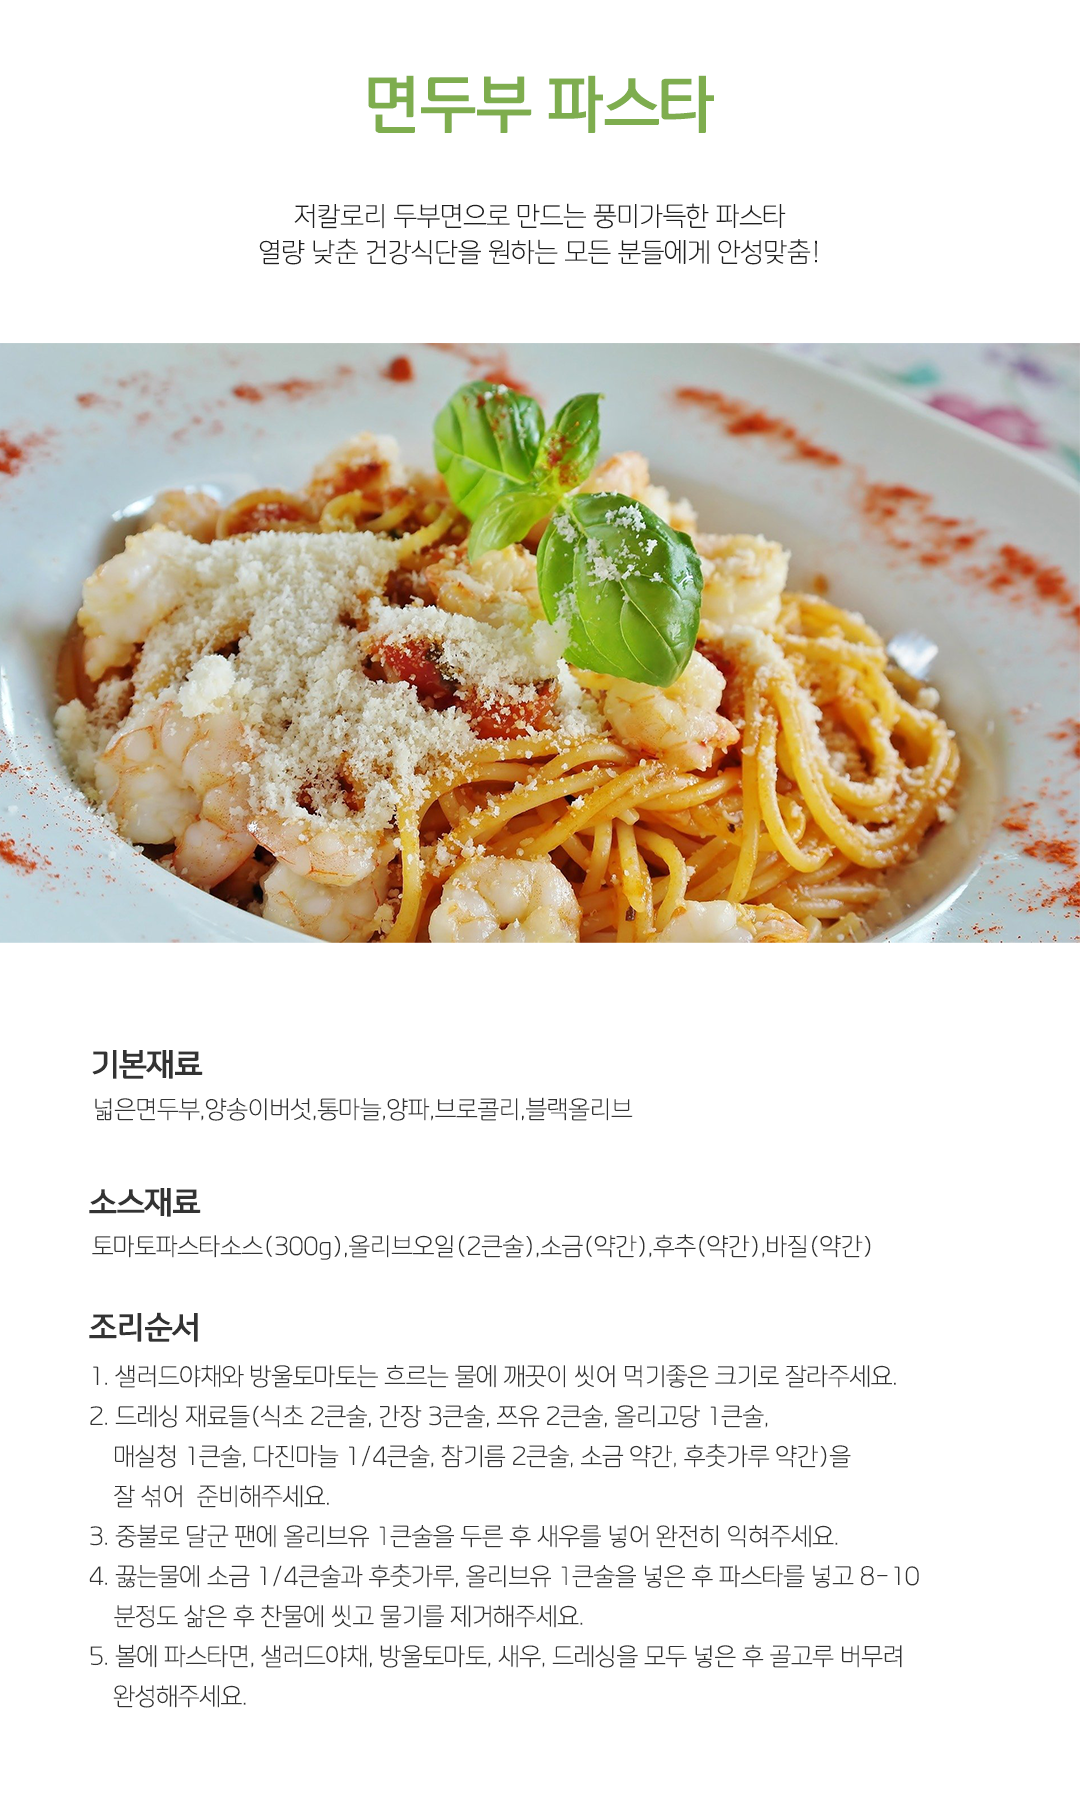 면두부 파스타
저칼로리 두부면으로 만드는 풍미가득한 파스타
열량 낮춘 건강식단을 원하는 모든 분들에게 안성맞춤!
기본재료
넓은면두부,양송이버섯,통마늘,양파,브로콜리,블랙올리브
소스재료
토마토파스타소스(300g),올리브오일(2큰술),소금(약간),후추(약간),바질(약간)
조리순서
1. 샐러드야채와 방울토마토는 흐르는 물에 깨끗이 씻어 먹기좋은 크기로 잘라주세요.
2. 드레싱 재료들(식초 2큰술, 간장 3큰술, 쯔유 2큰술, 올리고당 1큰술,
매실청 1큰술, 다진마늘 1/4큰술, 참기름 2큰술, 소금 약간, 후춧가루 약간)을
잘 섞어  준비해주세요.
3. 중불로 달군 팬에 올리브유 1큰술을 두른 후 새우를 넣어 완전히 익혀주세요.
4. 끓는물에 소금 1/4큰술과 후춧가루, 올리브유 1큰술을 넣은 후 파스타를 넣고 8-10
분정도 삶은 후 찬물에 씻고 물기를 제거해주세요.
5. 볼에 파스타면, 샐러드야채, 방울토마토, 새우, 드레싱을 모두 넣은 후 골고루 버무려
완성해주세요.